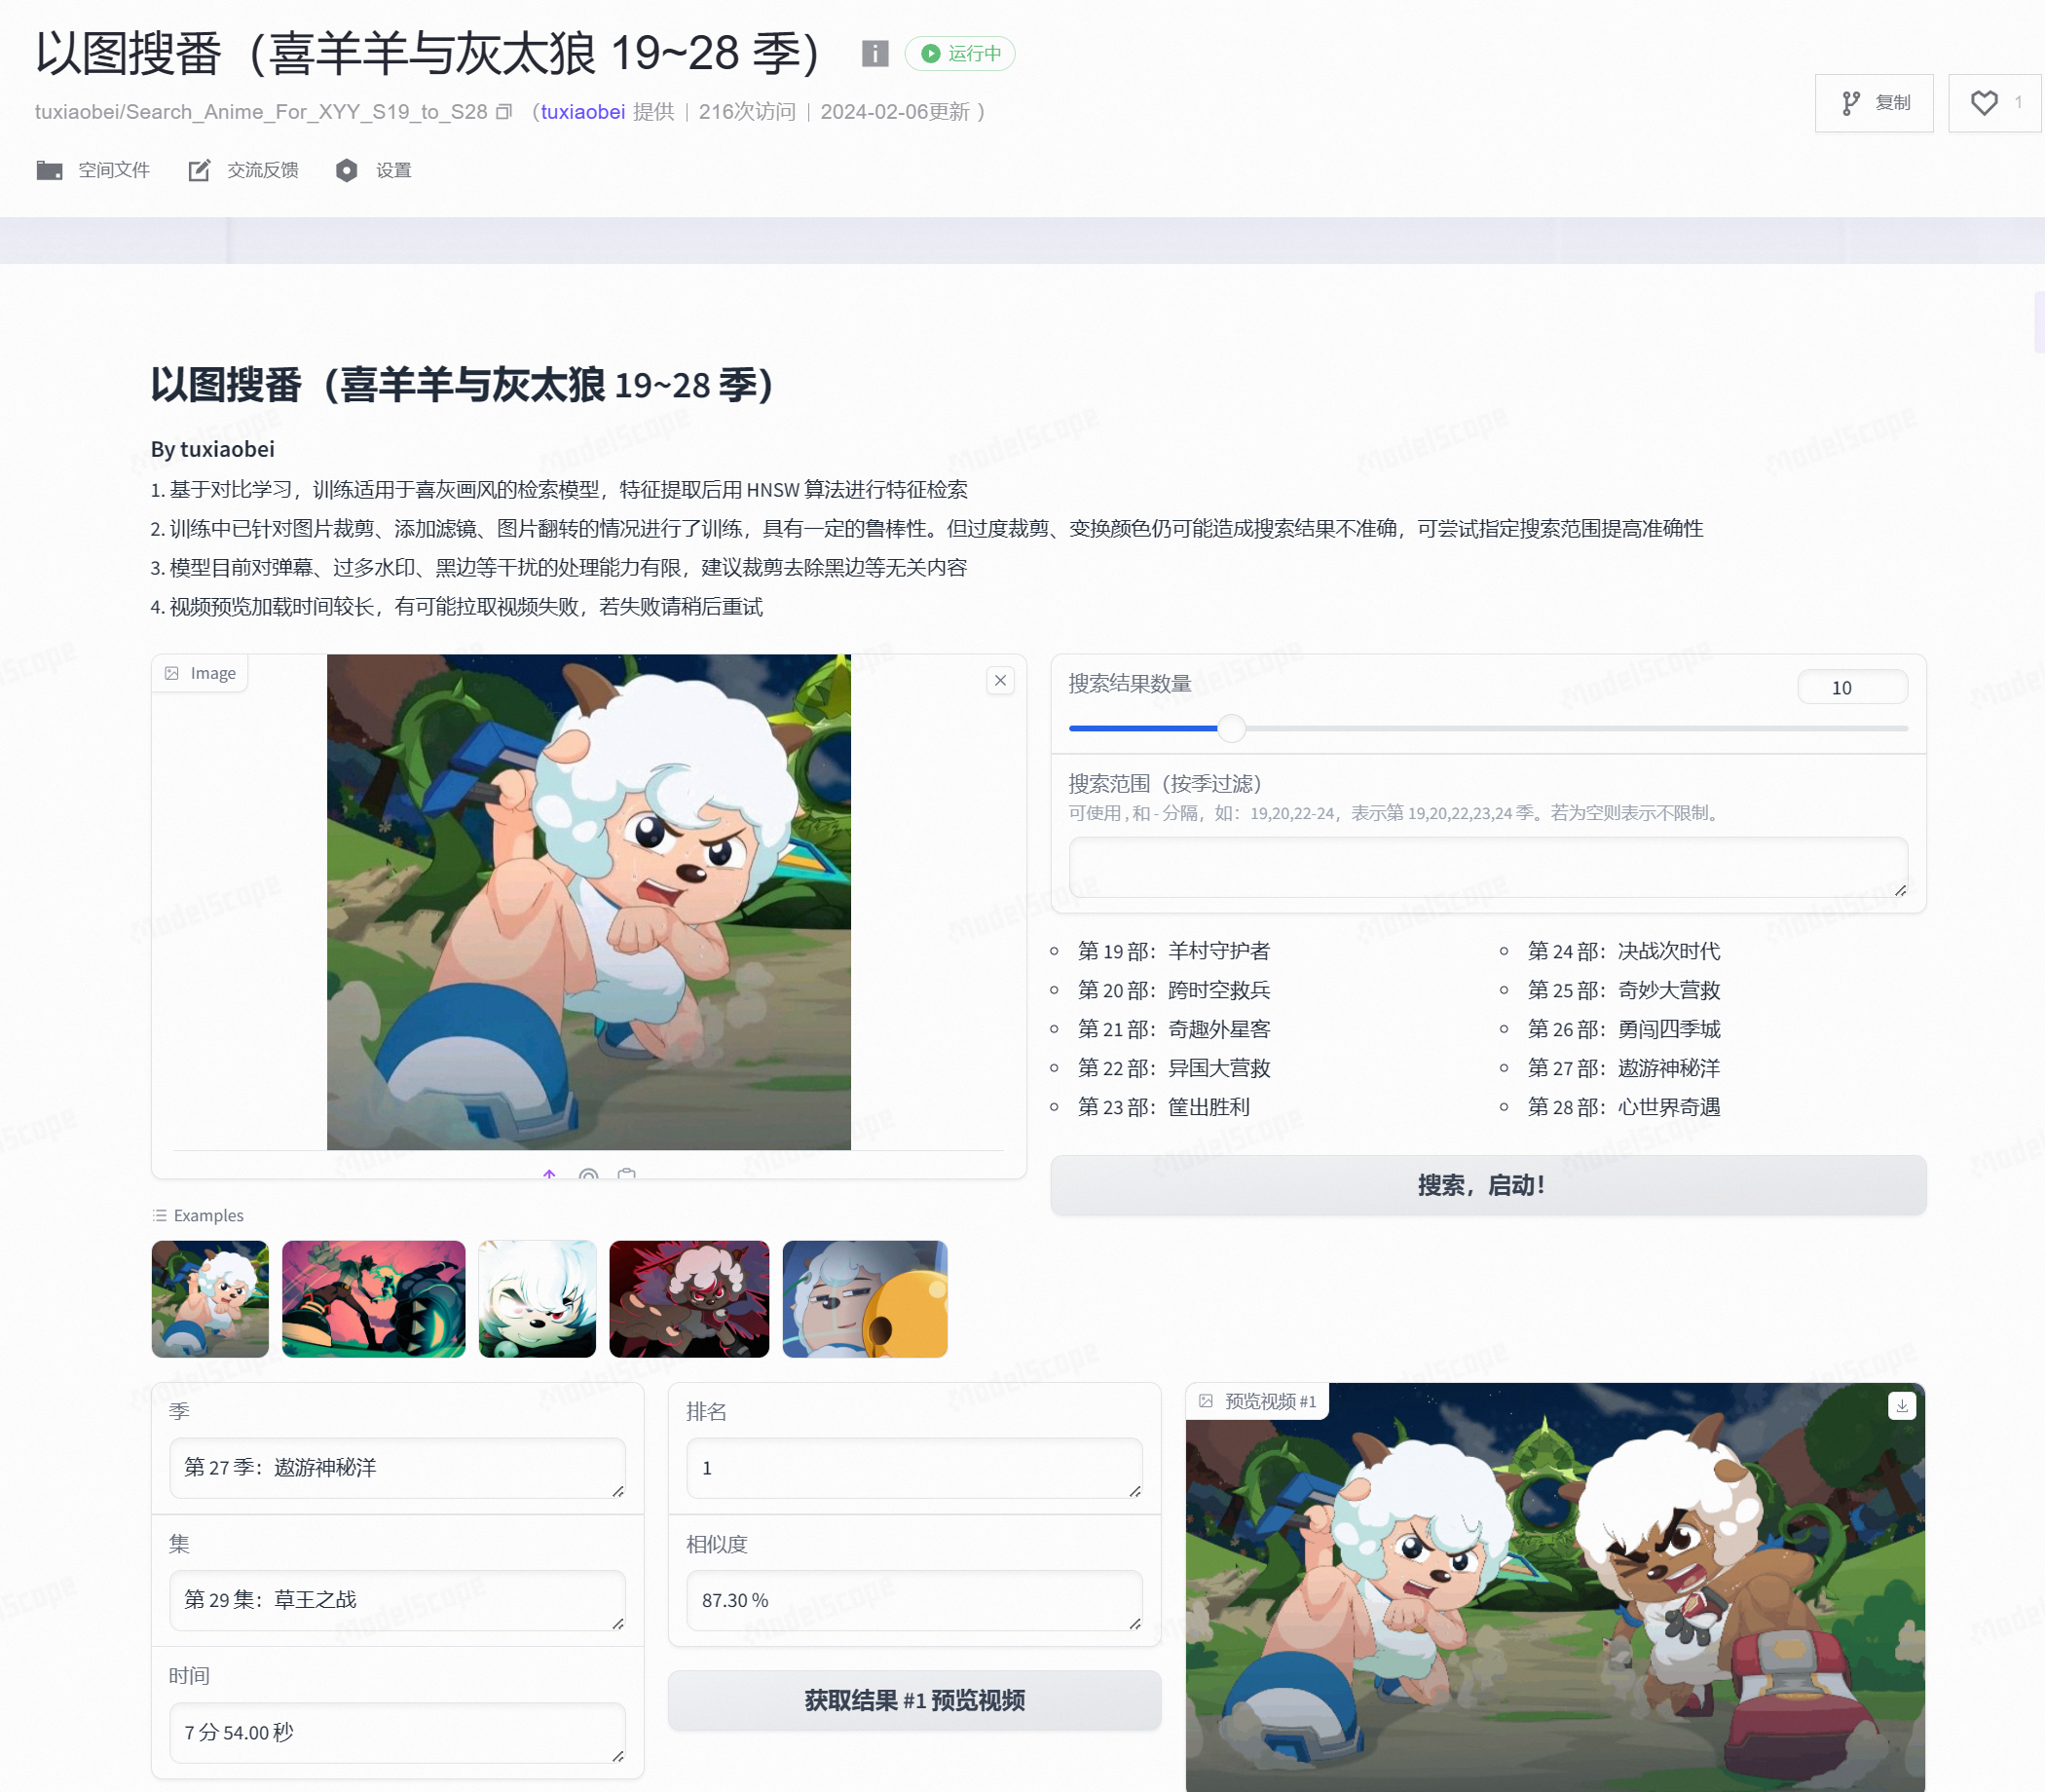 以图搜番（喜羊羊与灰太狼 19~28 季）
运行中
tuxiaobei/Search_Anime_For_XYY_S19_to_S28 （tuxiaobei 提供｜216次访问｜2024-02-06更新 ）
复制
1
空间文件 交流反馈 设置
以图搜番（喜羊羊与灰太狼 19~28 季）
By tuxiaobei
1. 基于对比学习，训练适用于喜灰画风的检索模型，特征提取后用 HNSW 算法进行特征检索
2. 训练中已针对图片裁剪、添加滤镜、图片翻转的情况进行了训练，具有一定的鲁棒性。但过度裁剪、变换颜色仍可能造成搜索结果不准确，可尝试指定搜索范围提高准确性
3. 模型目前对弹幕、过多水印、黑边等干扰的处理能力有限，建议裁剪去除黑边等无关内容
4. 视频预览加载时间较长，有可能拉取视频失败，若失败请稍后重试
Image
搜索结果数量
10
搜索范围（按季过滤）
可使用 , 和 - 分隔，如：19,20,22-24，表示第 19,20,22,23,24 季。若为空则表示不限制。
第 19 部：羊村守护者
第 20 部：跨时空救兵
第 21 部：奇趣外星客
第 22 部：异国大营救
第 23 部：筐出胜利
第 24 部：决战次时代
第 25 部：奇妙大营救
第 26 部：勇闯四季城
第 27 部：遨游神秘洋
第 28 部：心世界奇遇
搜索，启动！
Examples
季
第 27 季：遨游神秘洋
集
第 29 集：草王之战
时间
7 分 54.00 秒
排名
1
相似度
87.30 %
获取结果 #1 预览视频
预览视频 #1
ModelScope